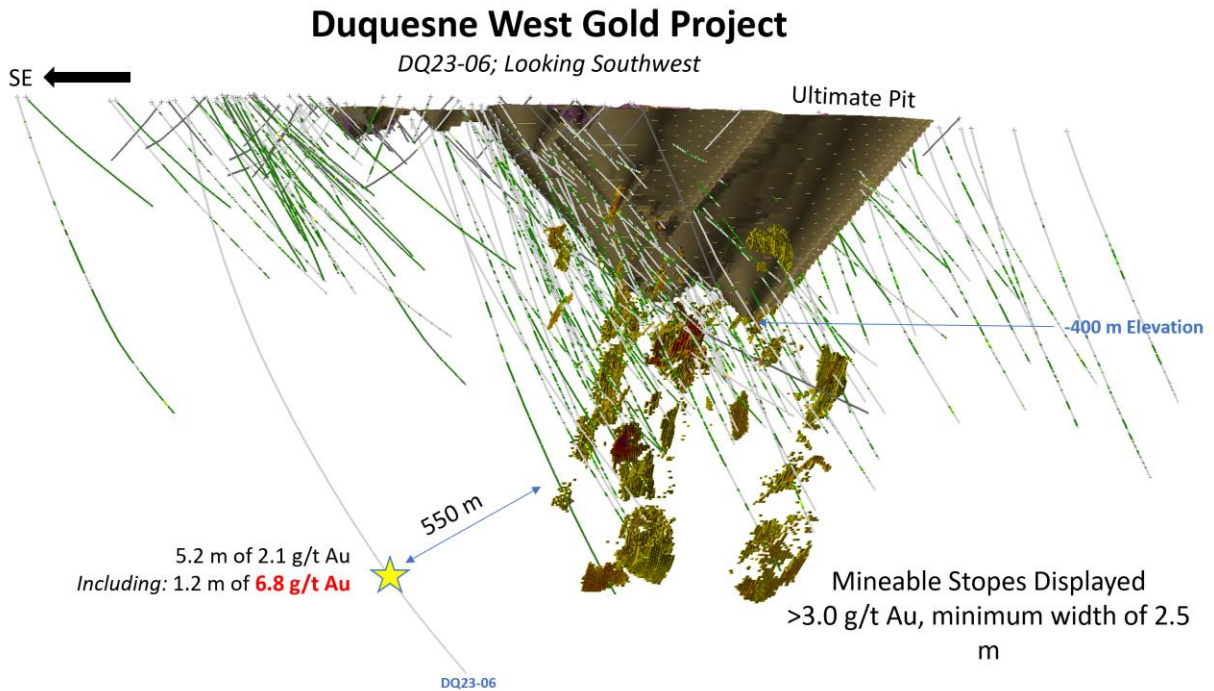 Duquesne West Gold Project
DQ23-06; Looking Southwest
SE
Ultimate Pit
-400 m Elevation
550 m
5.2 m of 2.1 g/t Au
Including: 1.2 m of 6.8 g/t Au
Mineable Stopes Displayed
>3.0 g/t Au, minimum width of 2.5
m
DQ23-06